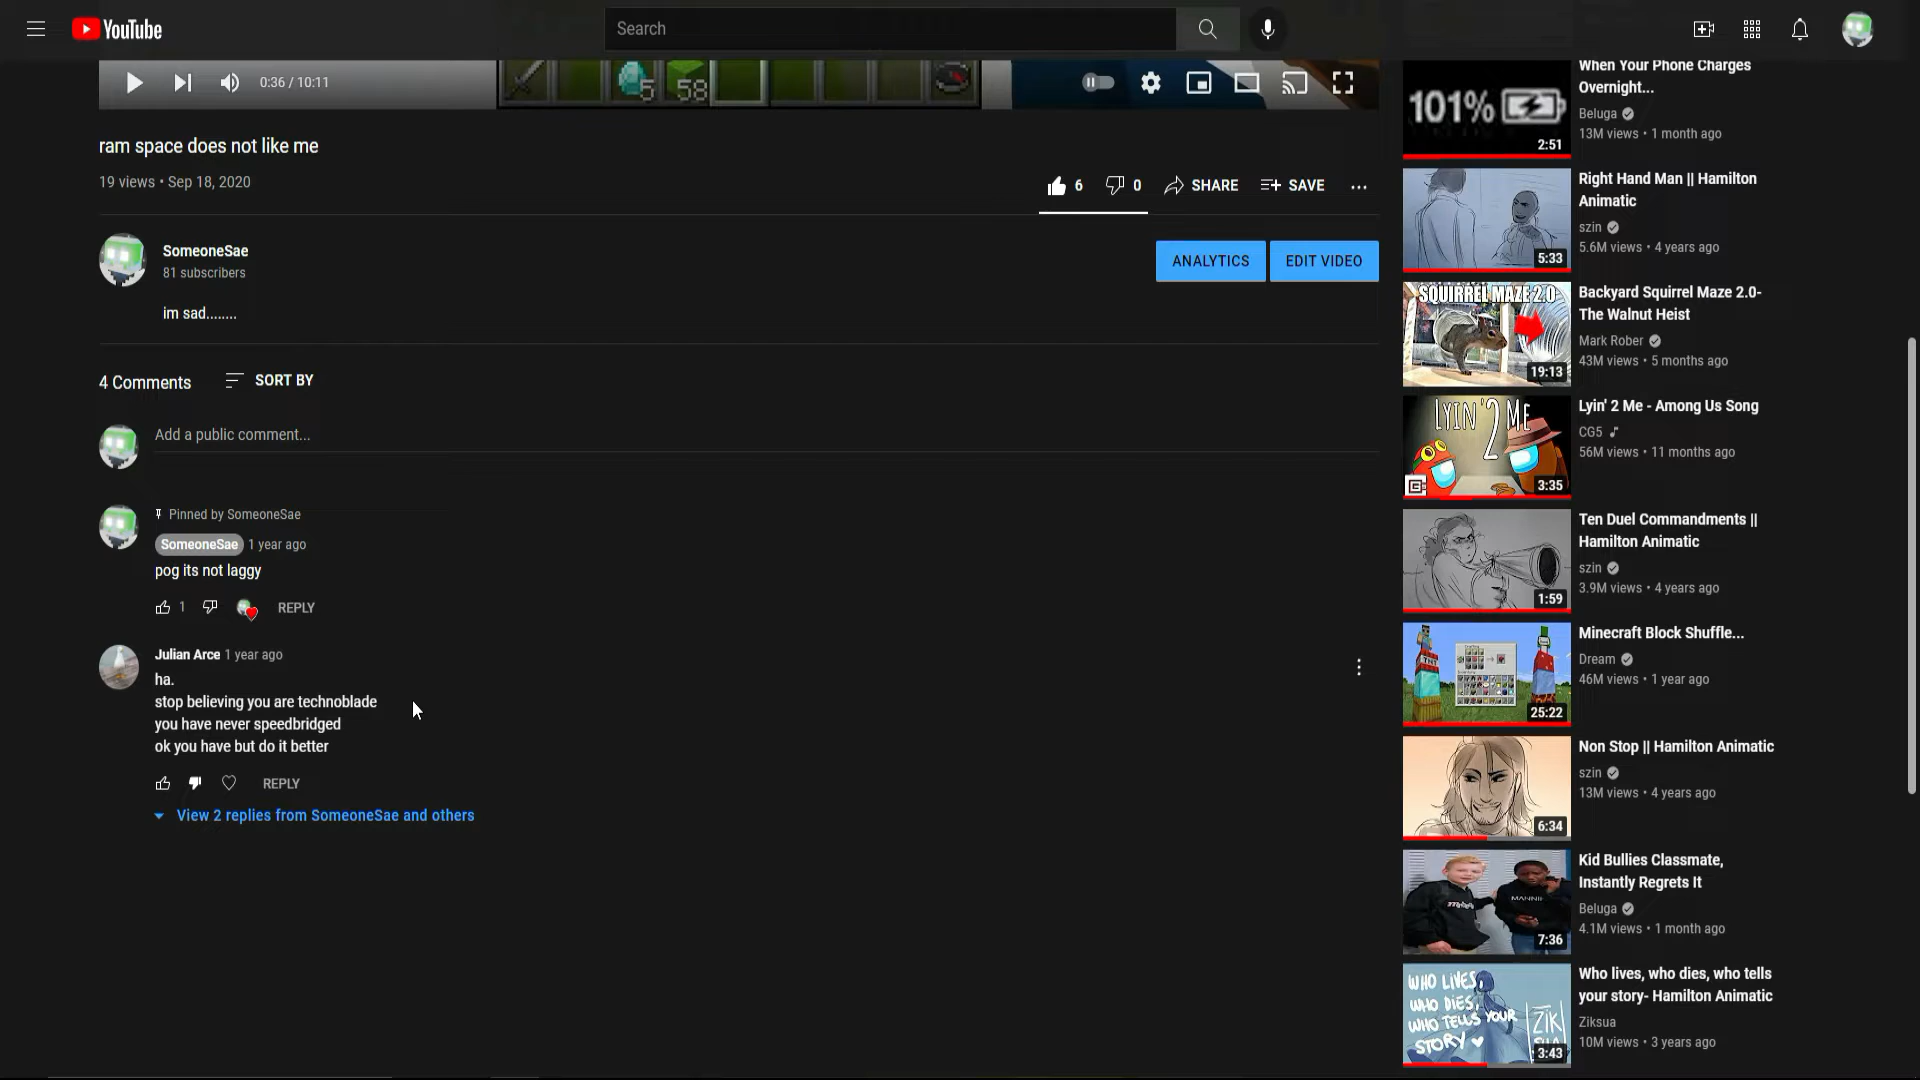 YouTube
Search
0:36 / 10:11
5
58
ram space does not like me
19 views • Sep 18, 2020
6
0
SHARE
SAVE
SomeoneSae
81 subscribers
ANALYTICS
EDIT VIDEO
im sad........
4 Comments
SORT BY
Add a public comment...
Pinned by SomeoneSae
SomeoneSae 1 year ago
pog its not laggy
1
REPLY
Julian Arce 1 year ago
ha.
stop believing you are technoblade
you have never speedbridged
ok you have but do it better
REPLY
View 2 replies from SomeoneSae and others
101%
2:51
When Your Phone Charges
Overnight...
Beluga
13M views • 1 month ago
5:33
Right Hand Man || Hamilton
Animatic
szin
5.6M views • 4 years ago
SQUIRREL MAZE 2.0
19:13
Backyard Squirrel Maze 2.0-
The Walnut Heist
Mark Rober
43M views • 5 months ago
LYIN' 2 ME
3:35
Lyin' 2 Me - Among Us Song
CG5
56M views • 11 months ago
1:59
Ten Duel Commandments ||
Hamilton Animatic
szin
3.9M views • 4 years ago
TNT
25:22
Minecraft Block Shuffle...
Dream
46M views • 1 year ago
6:34
Non Stop || Hamilton Animatic
szin
13M views • 4 years ago
7:36
Kid Bullies Classmate,
Instantly Regrets It
Beluga
4.1M views • 1 month ago
WHO LIVES,
WHO DIES,
WHO TELLS YOUR
STORY
3:43
Who lives, who dies, who tells
your story- Hamilton Animatic
Ziksua
10M views • 3 years ago